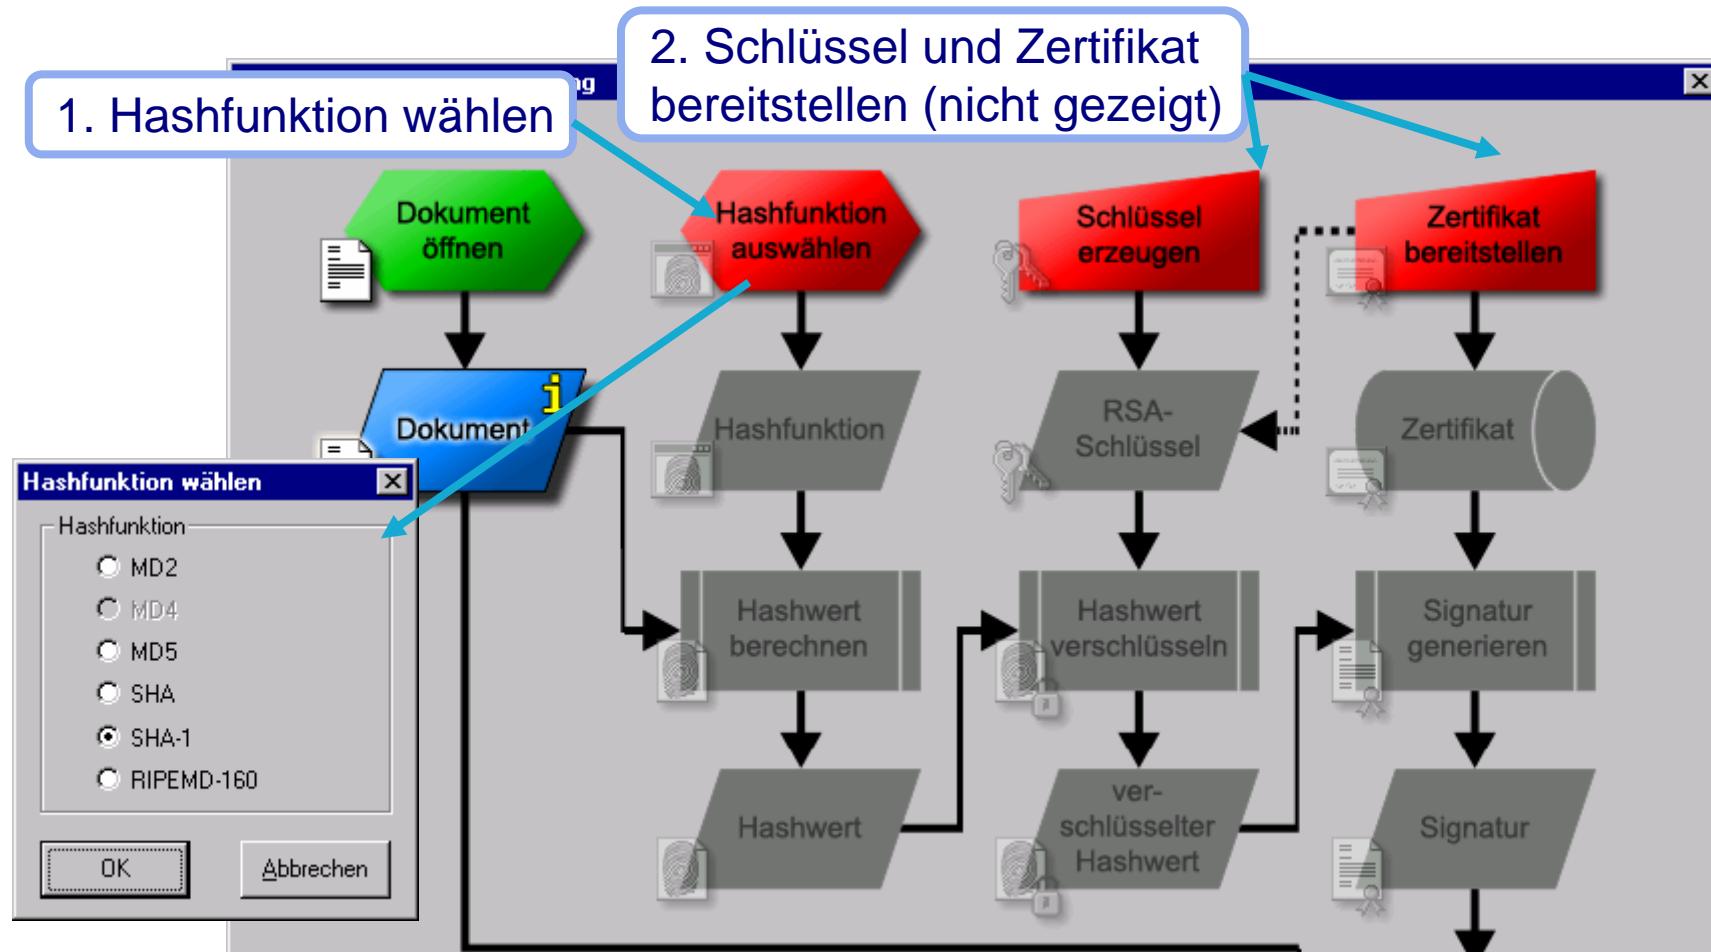 2. Schlüssel und Zertifikat
bereitstellen (nicht gezeigt)
1. Hashfunktion wählen
Dokument
öffnen
Hashfunktion
auswählen
Schlüssel
erzeugen
Zertifikat
bereitstellen
Dokument
i
Hashfunktion
RSA-
Schlüssel
Zertifikat
Hashfunktion wählen
Hashfunktion
MD2
MD4
MD5
SHA
SHA-1
RIPEMD-160
OK
Abbrechen
Hashwert
berechnen
Hashwert
verschlüsseln
Signatur
generieren
Hashwert
ver-
schlüsselter
Hashwert
Signatur